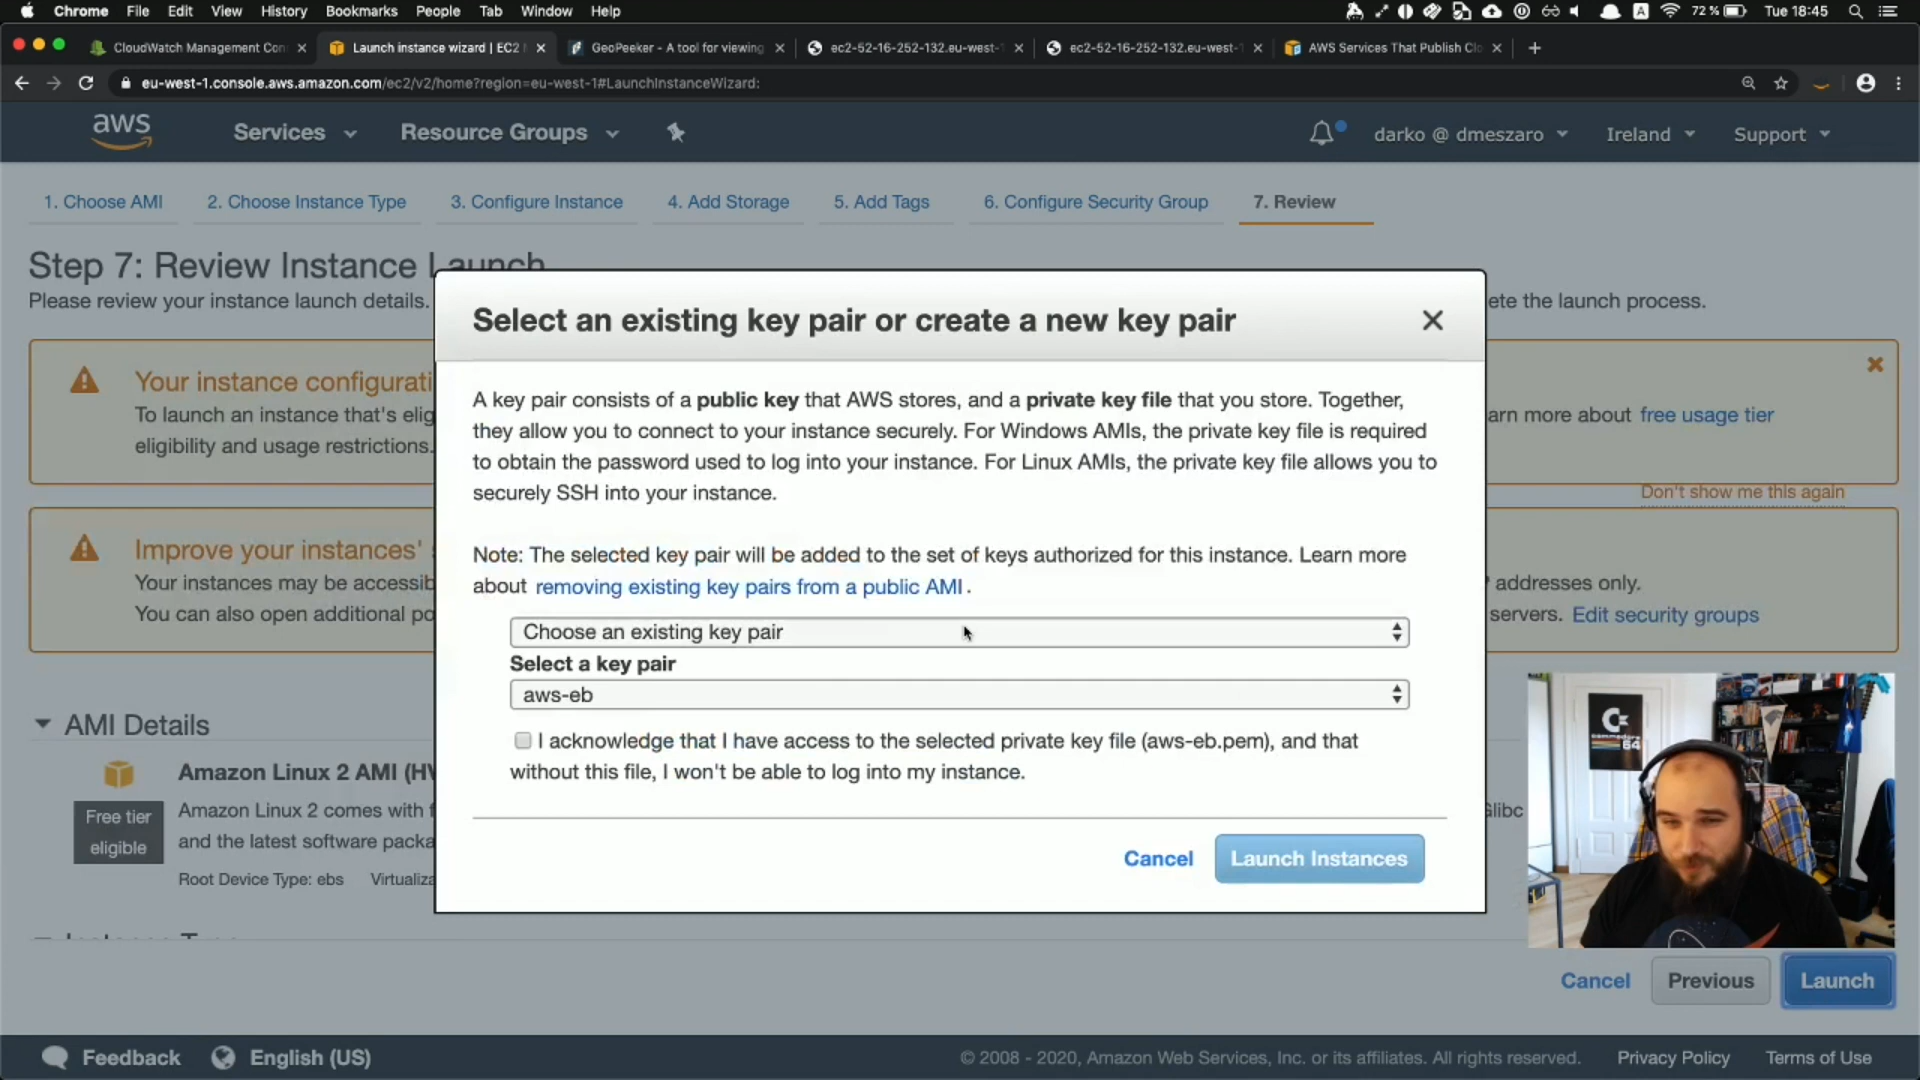 Chrome File Edit View History Bookmarks People Tab Window Help 72 % Tue 18:45
CloudWatch Management Con Launch instance wizard | EC2 GeoPeeker - A tool for viewing ec2-52-16-252-132.eu-west- ec2-52-16-252-132.eu-west-1 AWS Services That Publish Clo
eu-west-1.console.aws.amazon.com/ec2/v2/home?region=eu-west-1#LaunchInstanceWizard:
aws Services Resource Groups darko @ dmeszaro Ireland Support
1. Choose AMI 2. Choose Instance Type 3. Configure Instance 4. Add Storage 5. Add Tags 6. Configure Security Group 7. Review
Step 7: Review Instance Launch
Please review your instance launch details. ete the launch process.
Select an existing key pair or create a new key pair
Your instance configurati
To launch an instance that's elig arn more about free usage tier
eligibility and usage restrictions.
A key pair consists of a public key that AWS stores, and a private key file that you store. Together,
they allow you to connect to your instance securely. For Windows AMIs, the private key file is required
to obtain the password used to log into your instance. For Linux AMIs, the private key file allows you to
securely SSH into your instance.
Don't show me this again
Improve your instances' s
Your instances may be accessib addresses only.
You can also open additional po servers. Edit security groups
Note: The selected key pair will be added to the set of keys authorized for this instance. Learn more
about removing existing key pairs from a public AMI .
Choose an existing key pair
Select a key pair
aws-eb
I acknowledge that I have access to the selected private key file (aws-eb.pem), and that
without this file, I won't be able to log into my instance.
Cancel Launch Instances
AMI Details
Amazon Linux 2 AMI (HV
Free tier
eligible
Amazon Linux 2 comes with f Glibc
and the latest software packa
Root Device Type: ebs Virtualiza
commodore
64
Cancel Previous Launch
Feedback English (US) © 2008 - 2020, Amazon Web Services, Inc. or its affiliates. All rights reserved. Privacy Policy Terms of Use